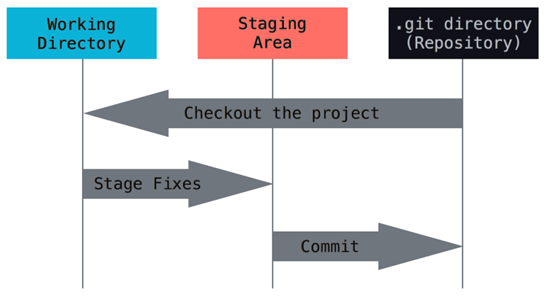 Working
Directory
Staging
Area
.git directory
(Repository)
Checkout the project
Stage Fixes
Commit